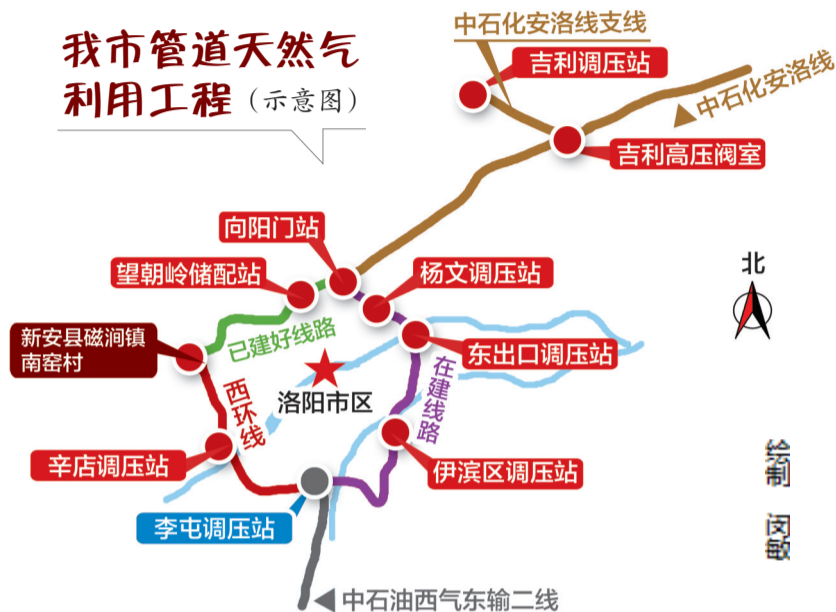 我市管道天然气
利用工程（示意图）
中石化安洛线支线
吉利调压站
中石化安洛线
吉利高压阀室
向阳门站
望朝岭储配站
杨文调压站
北
新安县磁涧镇
南窑村
已建好线路
东出口调压站
西环线
洛阳市区
在建线路
辛店调压站
伊滨区调压站
李屯调压站
绘制 闵敏
中石油西气东输二线